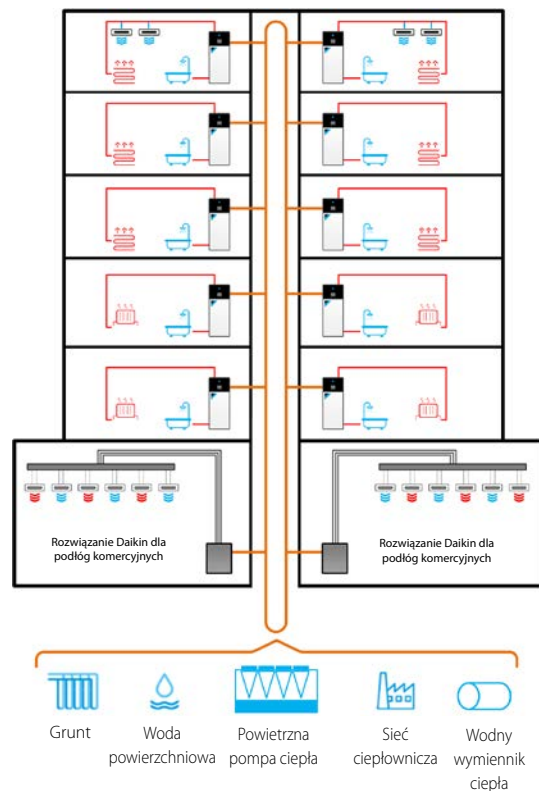 Rozwiązanie Daikin dla
podłóg komercyjnych
Rozwiązanie Daikin dla
podłóg komercyjnych
Grunt
Woda
powierzchniowa
Powietrzna
pompa ciepła
Sieć
ciepłownicza
Wodny
wymiennik
ciepła